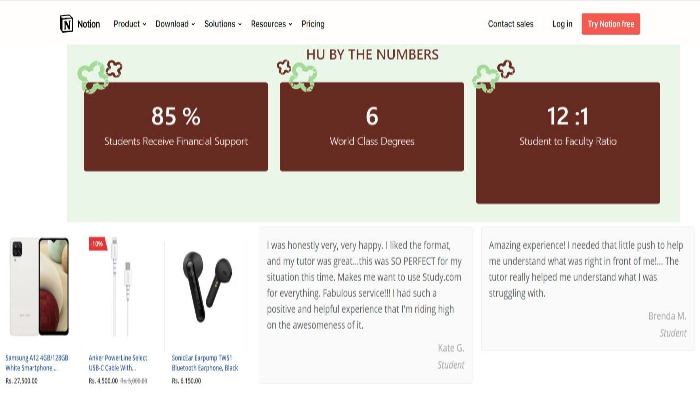 Notion Product Download Solutions Resources Pricing Contact sales Log in Try Notion free
HU BY THE NUMBERS
85 %
Students Receive Financial Support
6
World Class Degrees
12 :1
Student to Faculty Ratio
-10%
Samsung A12 4GB/128GB
White Smartphone...
Rs. 27,500.00
Anker PowerLine Select
USB-C Cable With...
Rs. 4,500.00 Rs. 5,000.00
SonicEar Earpump TWS1
Bluetooth Earphone, Black
Rs. 6,150.00
I was honestly very, very happy. I liked the format,
and my tutor was great...this was SO PERFECT for my
situation this time. Makes me want to use Study.com
for everything. Fabulous service!!! I had such a
positive and helpful experience that I'm riding high
on the awesomeness of it.
Kate G.
Student
Amazing experience! I needed that little push to help
me understand what was right in front of me!... The
tutor really helped me understand what I was
struggling with.
Brenda M.
Student